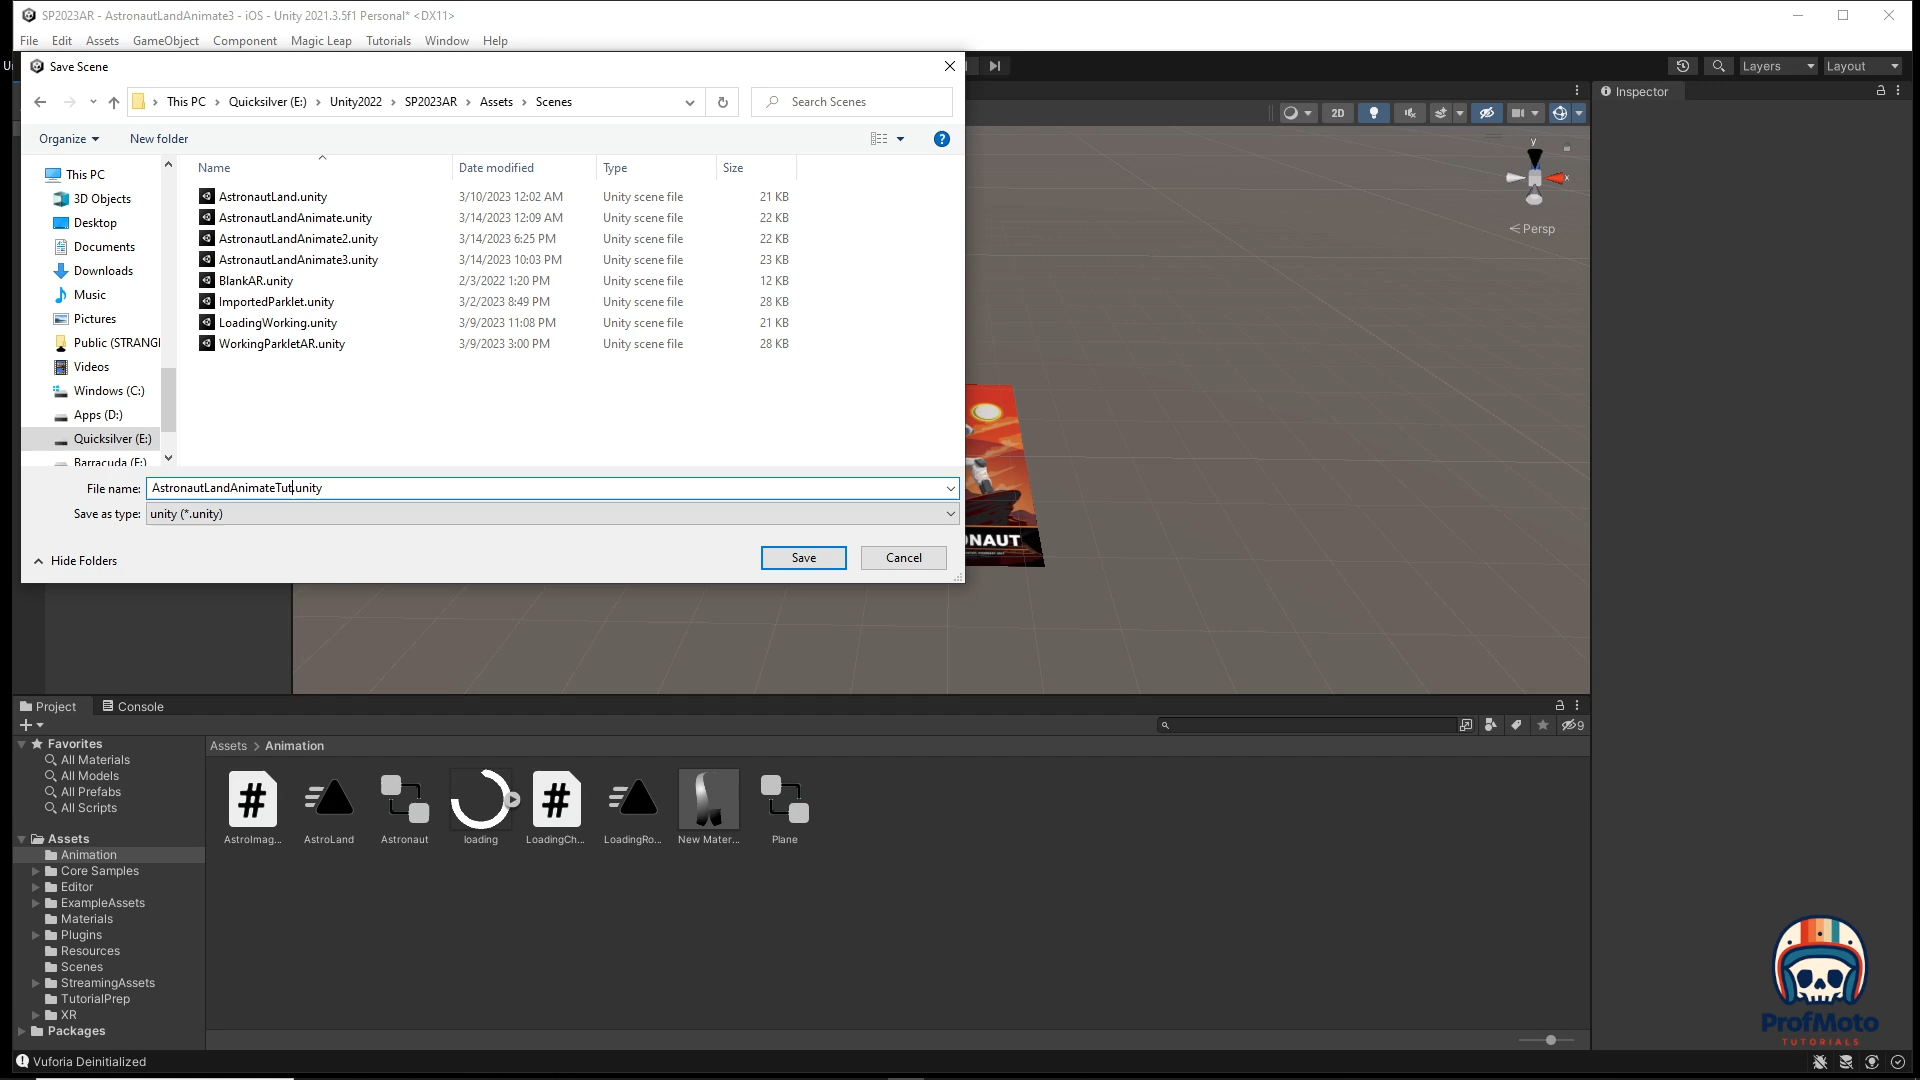 SP2023AR - AstronautLandAnimate3 - iOS - Unity 2021.3.5f1 Personal* <DX11>
File Edit Assets GameObject Component Magic Leap Tutorials Window Help
Save Scene
Layers Layout
This PC > Quicksilver (E:) > Unity2022 > SP2023AR > Assets > Scenes
Search Scenes
Inspector
Organize New folder
2D
Name Date modified Type Size
AstronautLand.unity 3/10/2023 12:02 AM Unity scene file 21 KB
AstronautLandAnimate.unity 3/14/2023 12:09 AM Unity scene file 22 KB
AstronautLandAnimate2.unity 3/14/2023 6:25 PM Unity scene file 22 KB
AstronautLandAnimate3.unity 3/14/2023 10:03 PM Unity scene file 23 KB
BlankAR.unity 2/3/2022 1:20 PM Unity scene file 12 KB
ImportedParklet.unity 3/2/2023 8:49 PM Unity scene file 28 KB
LoadingWorking.unity 3/9/2023 11:08 PM Unity scene file 21 KB
WorkingParkletAR.unity 3/9/2023 3:00 PM Unity scene file 28 KB
This PC
3D Objects
Desktop
Documents
Downloads
Music
Pictures
Public (STRANG
Videos
Windows (C:)
Apps (D:)
Quicksilver (E:)
Barracuda (F:)
y
x
< Persp
File name: AstronautLandAnimateTut.unity
Save as type: unity (*.unity)
Hide Folders
Save Cancel
NAUT
Project Console
9
Favorites
All Materials
All Models
All Prefabs
All Scripts
Assets
Animation
Core Samples
Editor
ExampleAssets
Materials
Plugins
Resources
Scenes
StreamingAssets
TutorialPrep
XR
Packages
Assets > Animation
AstroImag... AstroLand Astronaut loading LoadingCh... LoadingRo... New Mater... Plane
ProfMoto
TUTORIALS
Vuforia Deinitialized